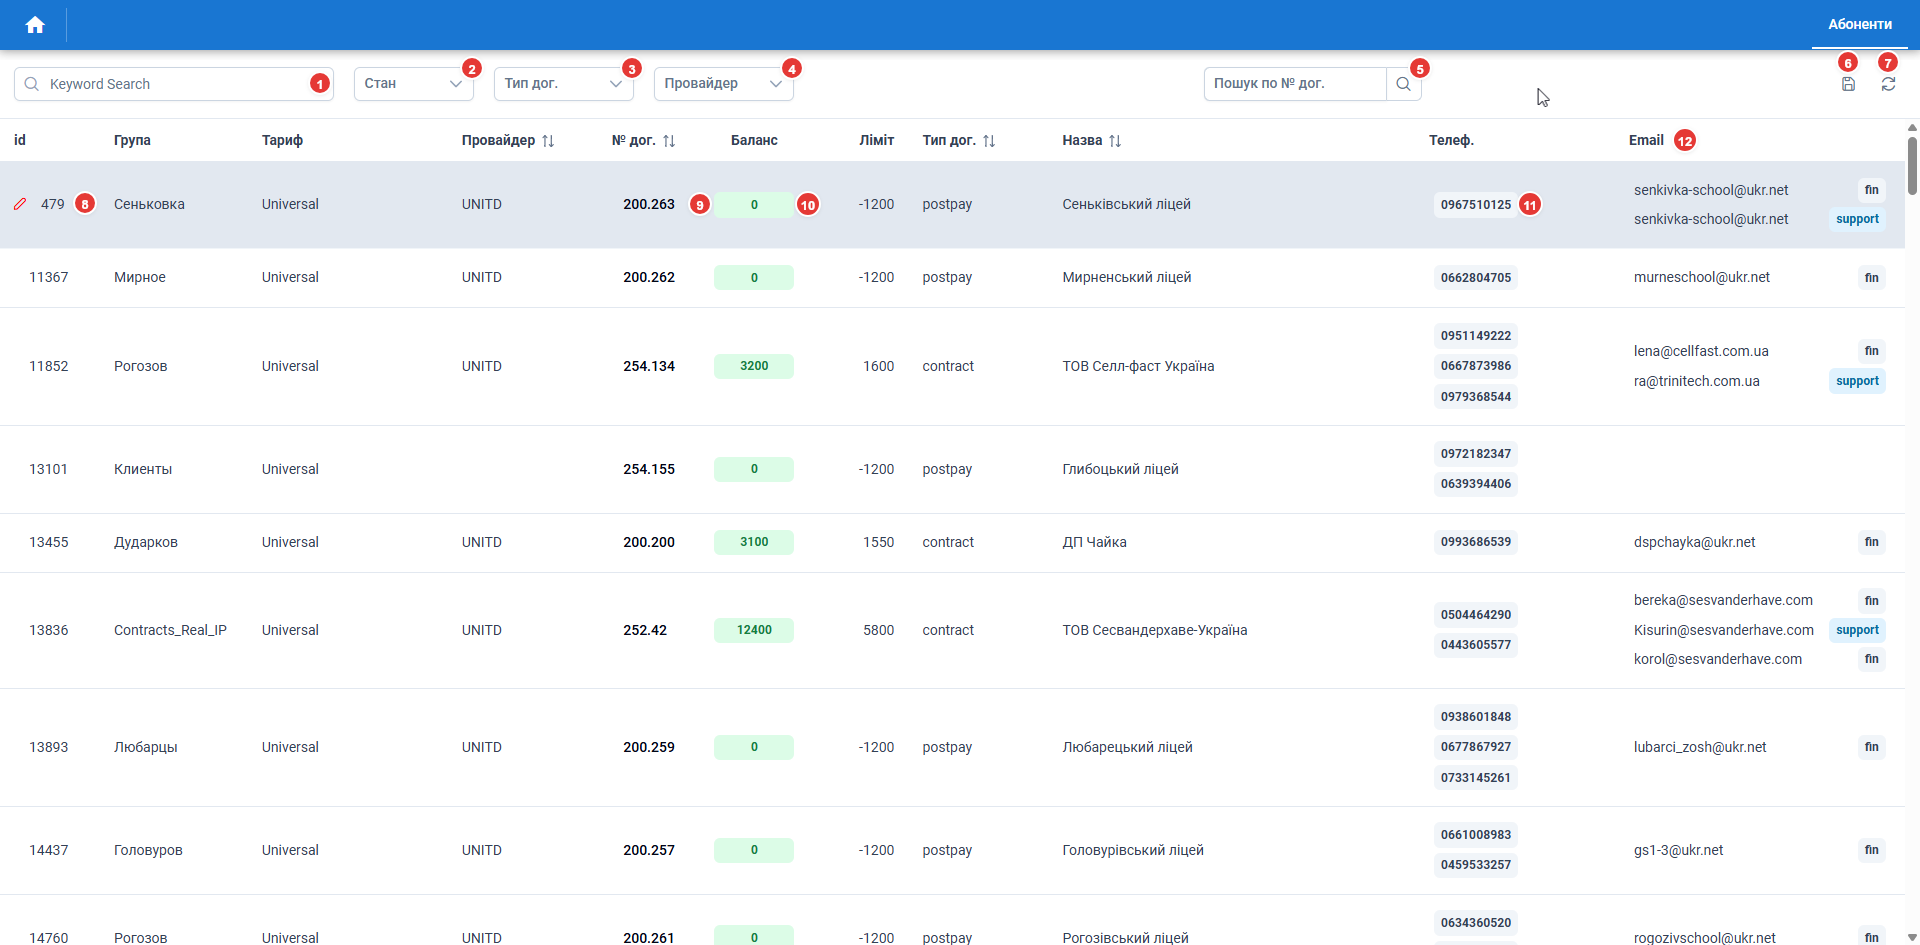 Абоненти
Keyword Search 1 Стан 2 Тип дог. 3 Провайдер 4 Пошук по № дог. 5 6 7
id Група Тариф Провайдер № дог. Баланс Ліміт Тип дог. Назва Телеф. Email 12
479 8 Сеньковка Universal UNITD 200.263 9 0 10 -1200 postpay Сеньківський ліцей 0967510125 11 senkivka-school@ukr.net fin
senkivka-school@ukr.net support
11367 Мирное Universal UNITD 200.262 0 -1200 postpay Мирненський ліцей 0662804705 murneschool@ukr.net fin
0951149222
lena@cellfast.com.ua fin
11852 Рогозов Universal UNITD 254.134 3200 1600 contract ТОВ Селл-фаст Україна 0667873986
ra@trinitech.com.ua support
0979368544
0972182347
13101 Клиенты Universal 254.155 0 -1200 postpay Глибоцький ліцей
0639394406
13455 Дударков Universal UNITD 200.200 3100 1550 contract ДП Чайка 0993686539 dspchayka@ukr.net fin
bereka@sesvanderhave.com fin
0504464290
13836 Contracts_Real_IP Universal UNITD 252.42 12400 5800 contract ТОВ Сесвандерхаве-Україна Kisurin@sesvanderhave.com support
0443605577
korol@sesvanderhave.com fin
0938601848
13893 Любарцы Universal UNITD 200.259 0 -1200 postpay Любарецький ліцей 0677867927 lubarci_zosh@ukr.net fin
0733145261
0661008983
14437 Головуров Universal UNITD 200.257 0 -1200 postpay Головурівський ліцей gs1-3@ukr.net fin
0459533257
0634360520
14760 Рогозов Universal UNITD 200.261 0 -1200 postpay Рогозівський ліцей rogozivschool@ukr.net fin